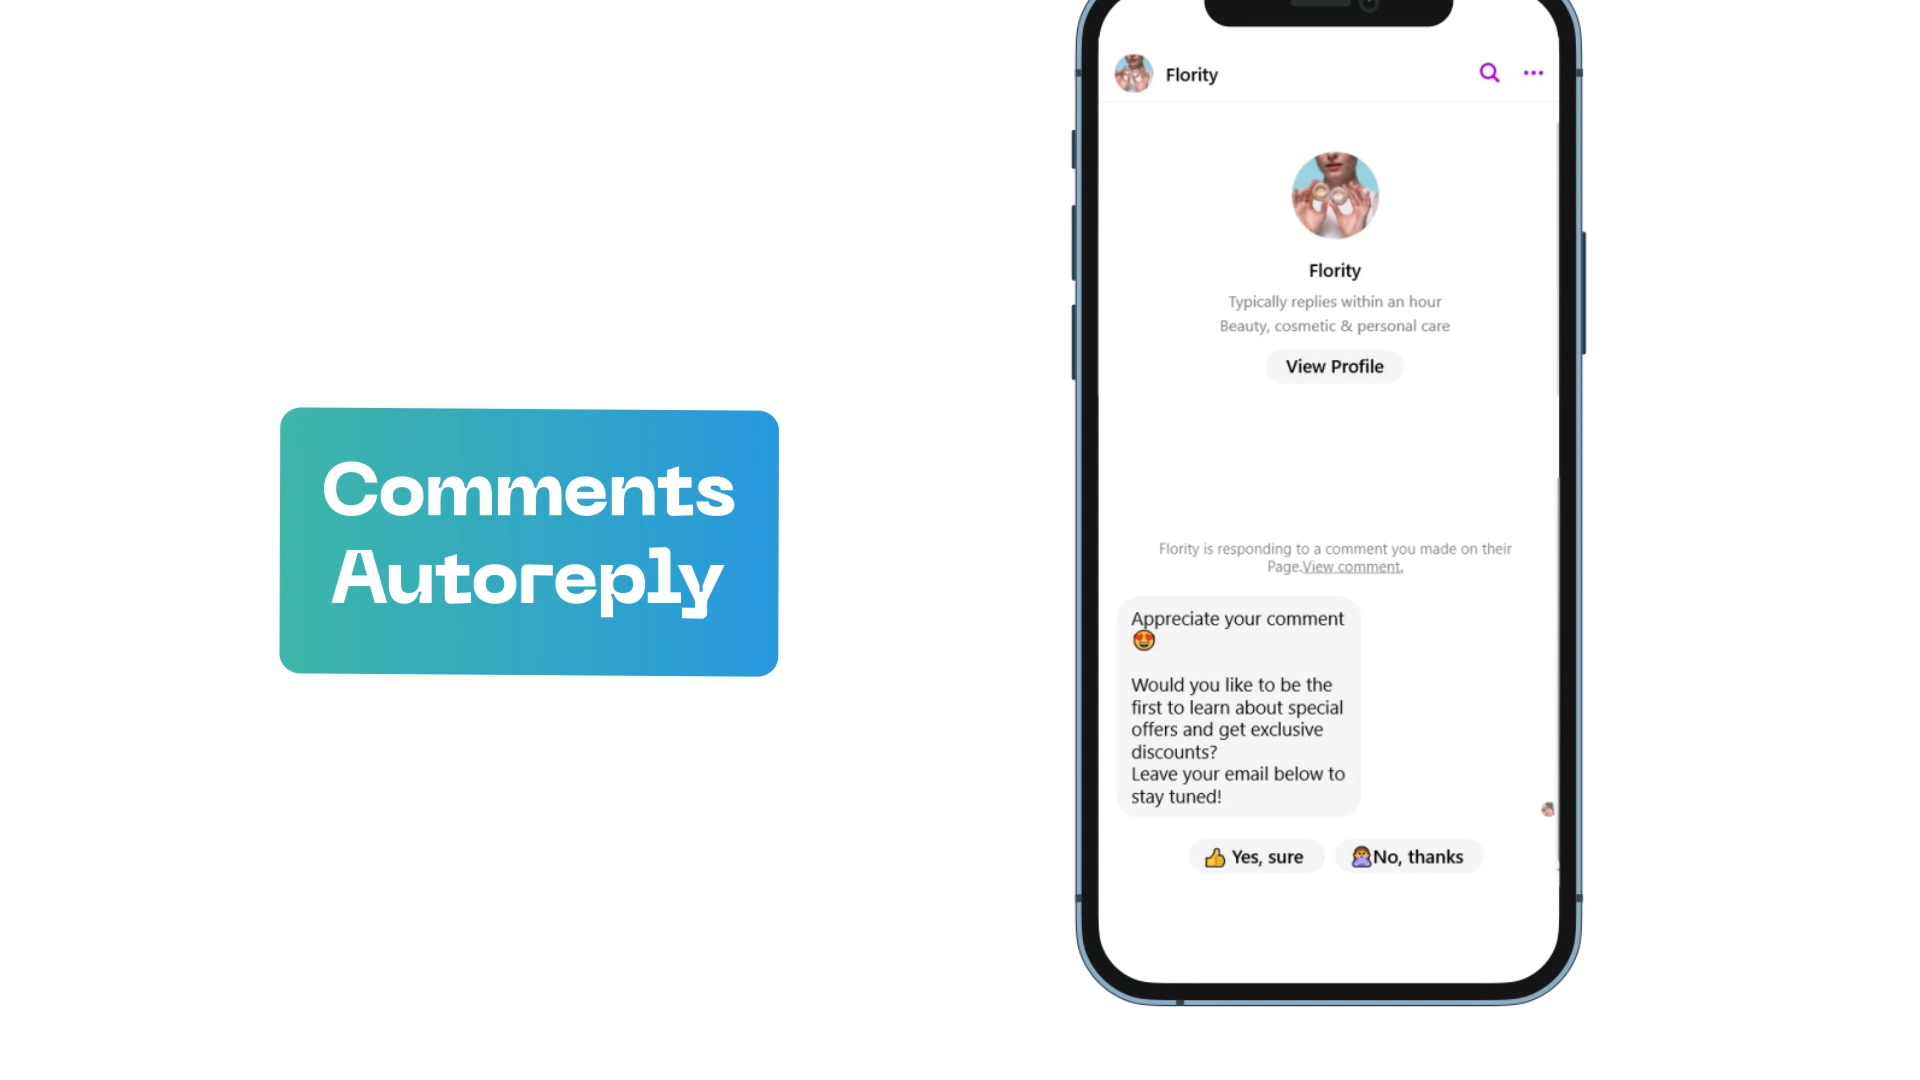 Comments
Autoreply
Flority
Flority
Typically replies within an hour
Beauty, cosmetic & personal care
View Profile
Flority is responding to a comment you made on their
Page.View comment.
Appreciate your comment
😍
Would you like to be the
first to learn about special
offers and get exclusive
discounts?
Leave your email below to
stay tuned!
👍 Yes, sure
🙅No, thanks